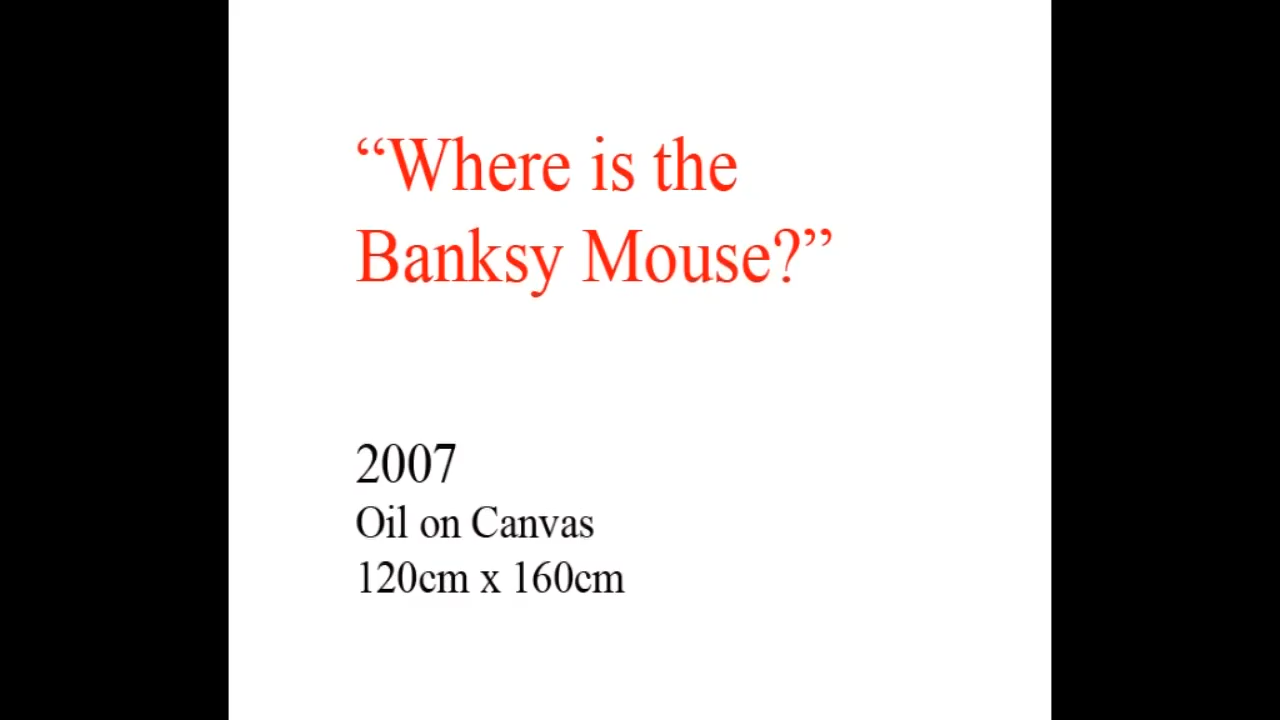 “Where is the
Banksy Mouse?”
2007
Oil on Canvas
120cm x 160cm